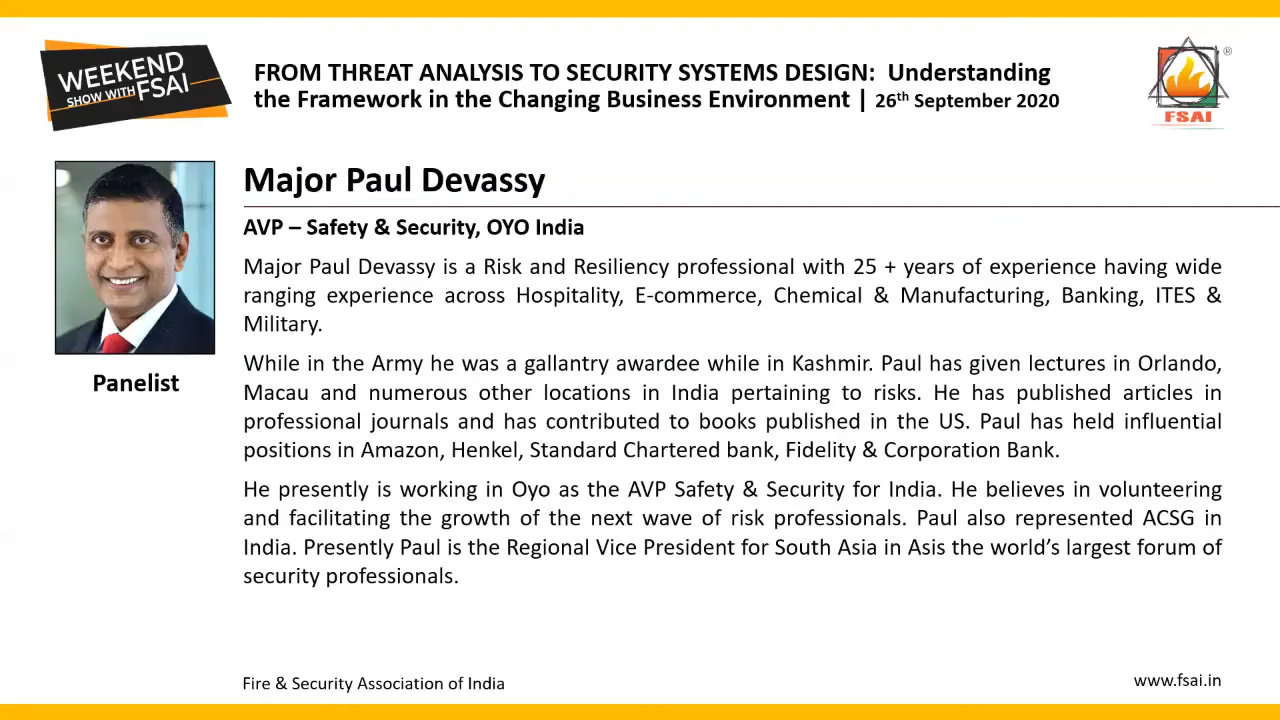 WEEKEND
SHOW WITH FSAI
FROM THREAT ANALYSIS TO SECURITY SYSTEMS DESIGN: Understanding
the Framework in the Changing Business Environment | 26th September 2020
®
FSAI
Major Paul Devassy
AVP – Safety & Security, OYO India
Major Paul Devassy is a Risk and Resiliency professional with 25 + years of experience having wide
ranging experience across Hospitality, E-commerce, Chemical & Manufacturing, Banking, ITES &
Military.
While in the Army he was a gallantry awardee while in Kashmir. Paul has given lectures in Orlando,
Macau and numerous other locations in India pertaining to risks. He has published articles in
professional journals and has contributed to books published in the US. Paul has held influential
positions in Amazon, Henkel, Standard Chartered bank, Fidelity & Corporation Bank.
He presently is working in Oyo as the AVP Safety & Security for India. He believes in volunteering
and facilitating the growth of the next wave of risk professionals. Paul also represented ACSG in
India. Presently Paul is the Regional Vice President for South Asia in Asis the world’s largest forum of
security professionals.
Panelist
Fire & Security Association of India
www.fsai.in